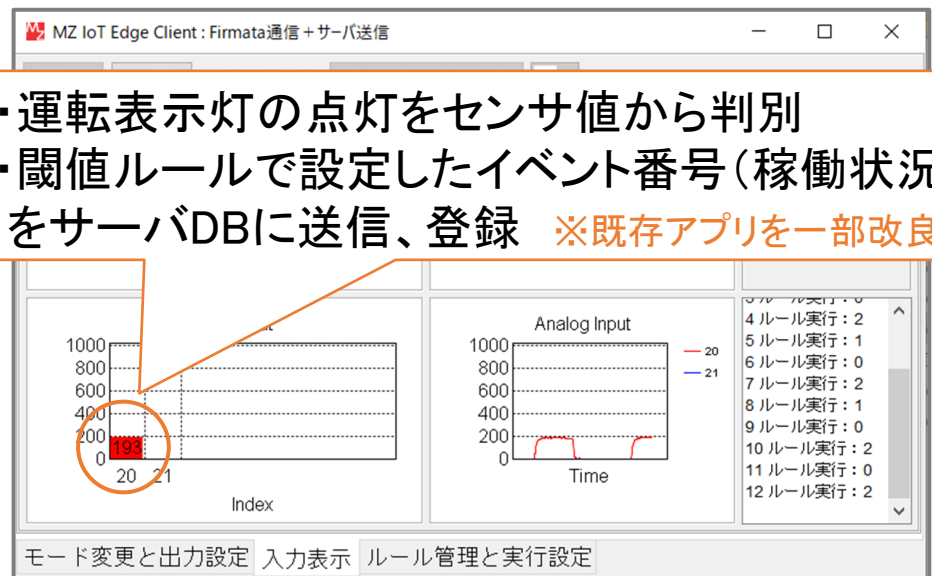 MZ IoT Edge Client : Firmata通信+サーバ送信
・運転表示灯の点灯をセンサ値から判別
・閾値ルールで設定したイベント番号(稼働状況
をサーバDBに送信、登録 ※既存アプリを一部改良
1000
800
600
400
200
0
193
20 21
Index
Analog Input
1000
800
600
400
200
0
Time
20
21
4 ルール実行:2
5 ルール実行:1
6 ルール実行:0
7 ルール実行:2
8 ルール実行:1
9 ルール実行:0
10 ルール実行:2
11 ルール実行:0
12 ルール実行:2
モード変更と出力設定 入力表示 ルール管理と実行設定